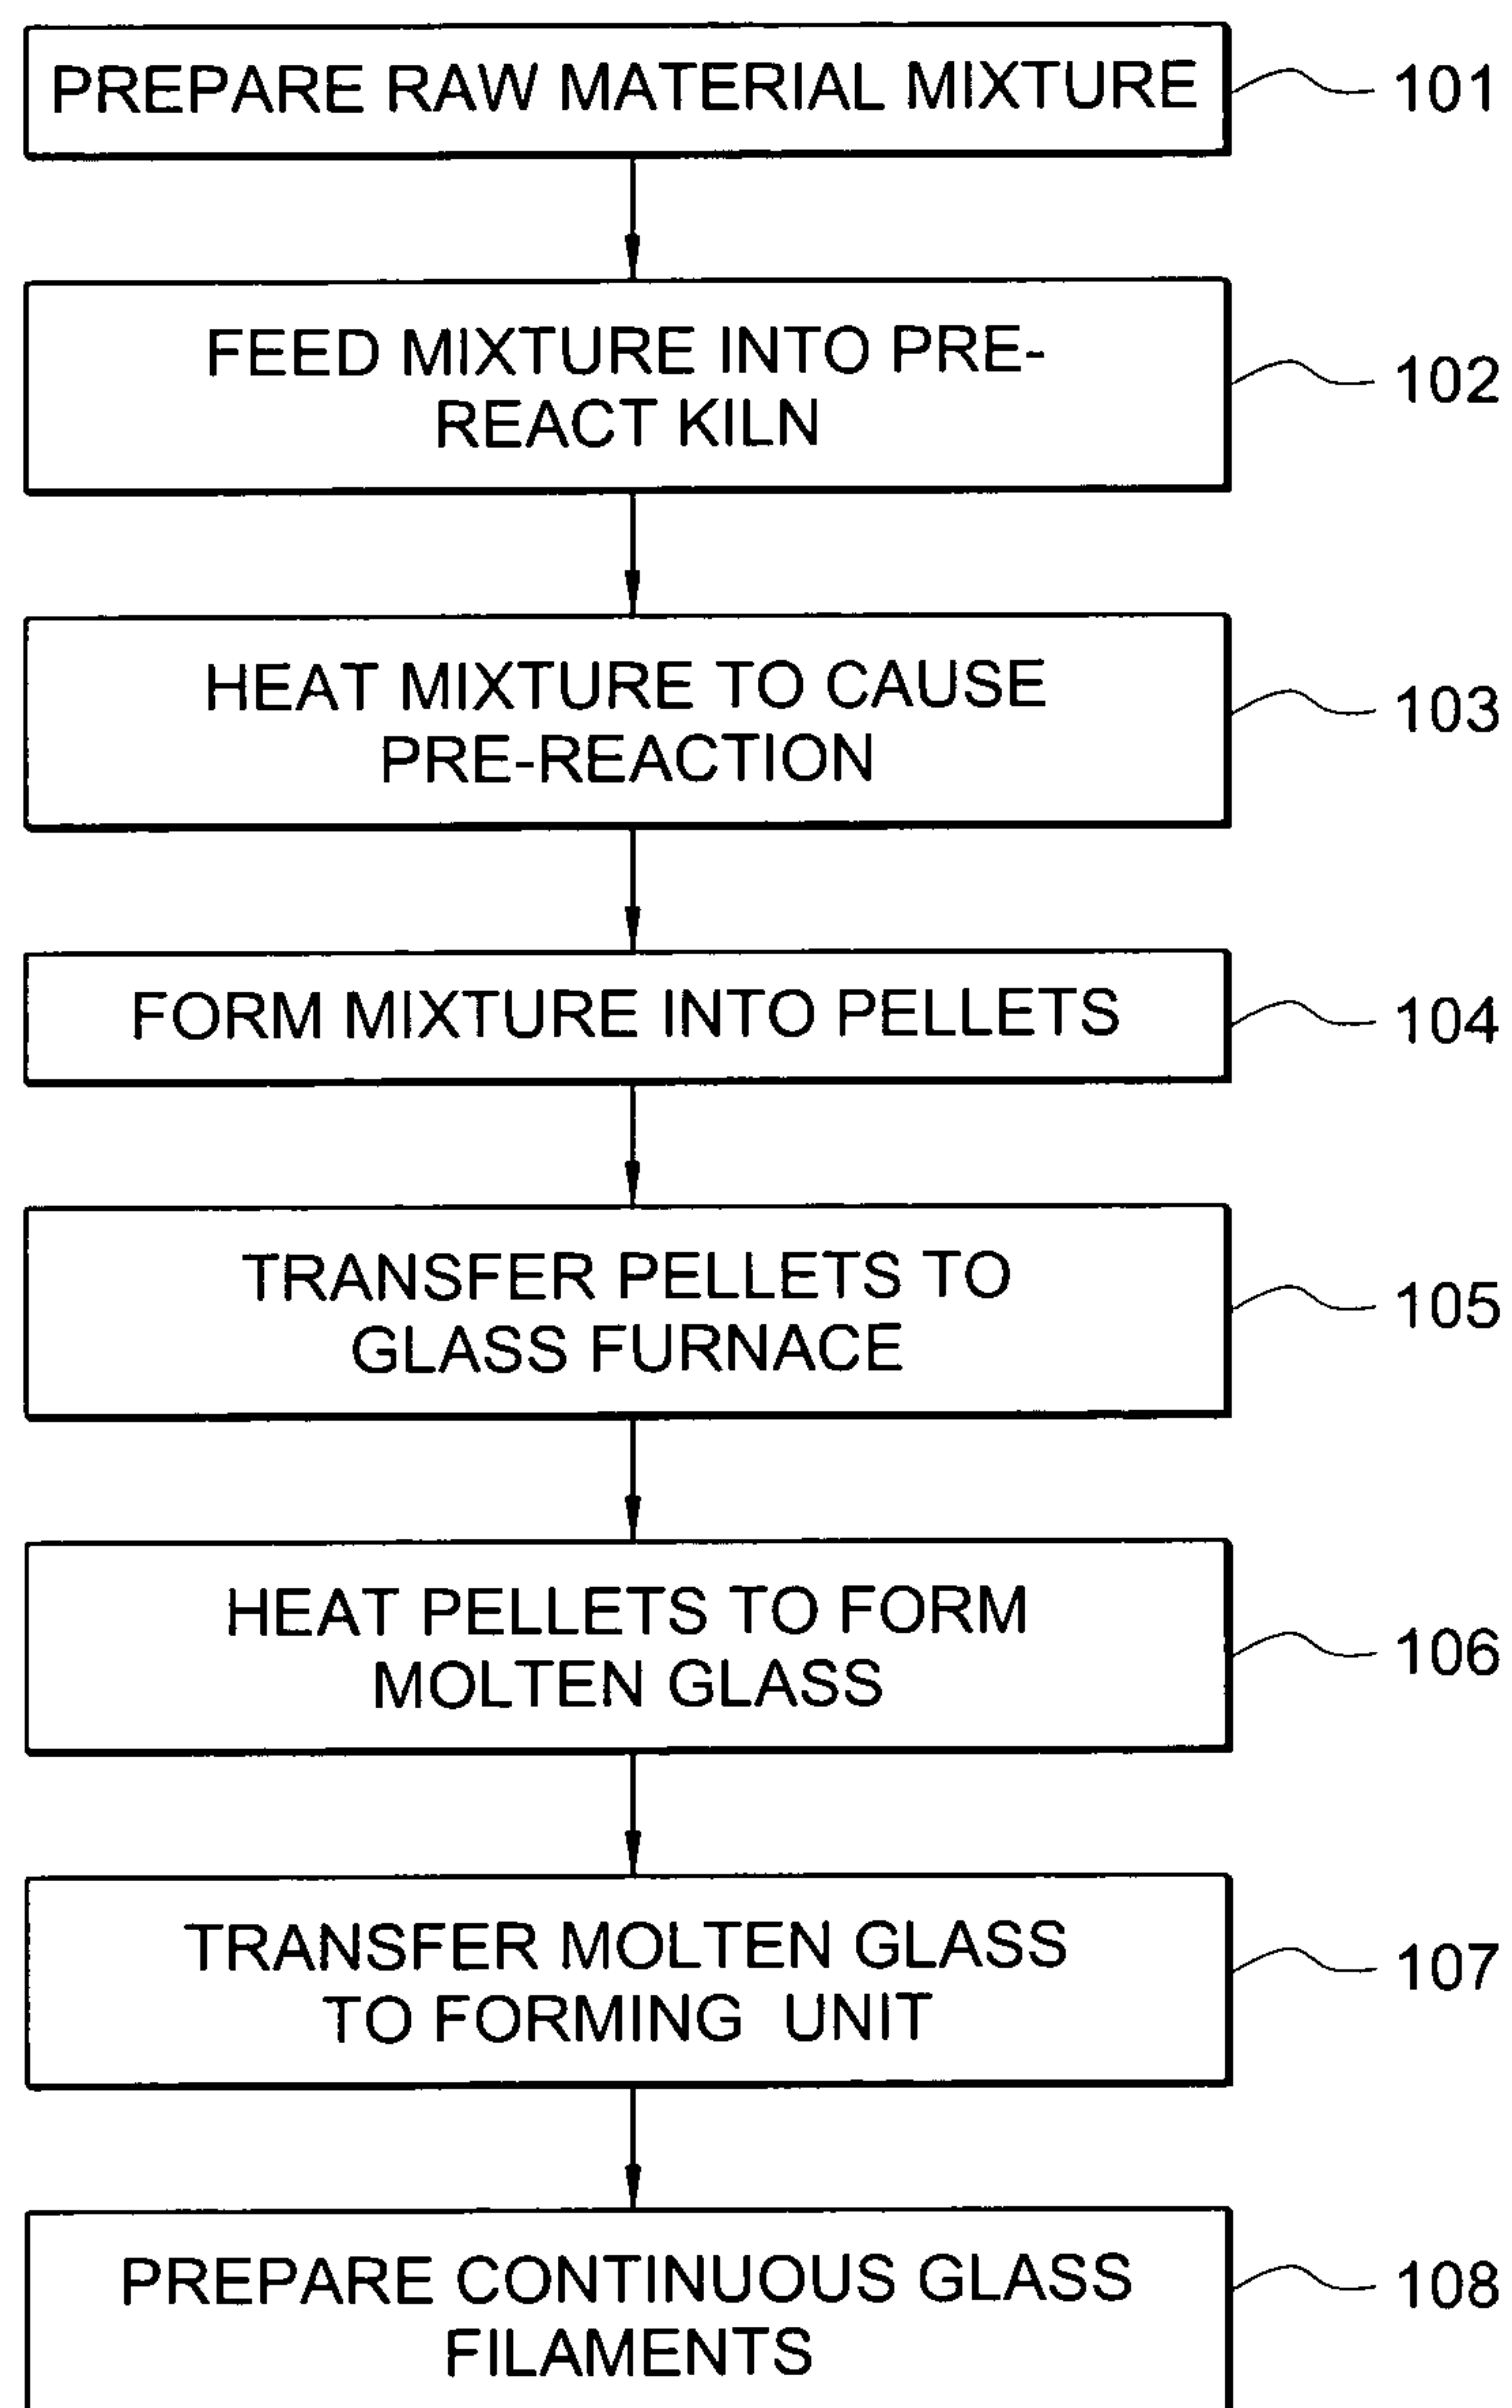 PREPARE RAW MATERIAL MIXTURE
101
FEED MIXTURE INTO PRE-
REACT KILN
102
HEAT MIXTURE TO CAUSE
PRE-REACTION
103
FORM MIXTURE INTO PELLETS
104
TRANSFER PELLETS TO
GLASS FURNACE
105
HEAT PELLETS TO FORM
MOLTEN GLASS
106
TRANSFER MOLTEN GLASS
TO FORMING UNIT
107
PREPARE CONTINUOUS GLASS
FILAMENTS
108